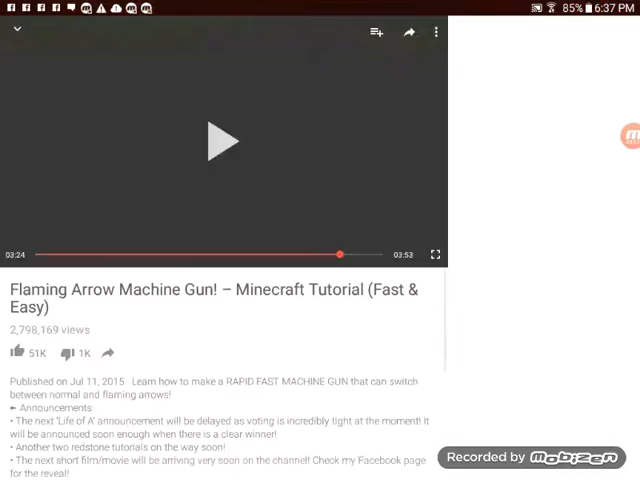 85% 6:37 PM
03:24 03:53
Flaming Arrow Machine Gun! – Minecraft Tutorial (Fast &
Easy)
2,798,169 views
51K 1K
Published on Jul 11, 2015 Learn how to make a RAPID FAST MACHINE GUN that can switch
between normal and flaming arrows!
► Announcements:
• The next 'Life of A' announcement will be delayed as voting is incredibly tight at the moment! It
will be announced soon enough when there is a clear winner!
• Another two redstone tutorials on the way soon!
• The next short film/movie will be arriving very soon on the channel! Check my Facebook page
for the reveal!
Recorded by mobizen